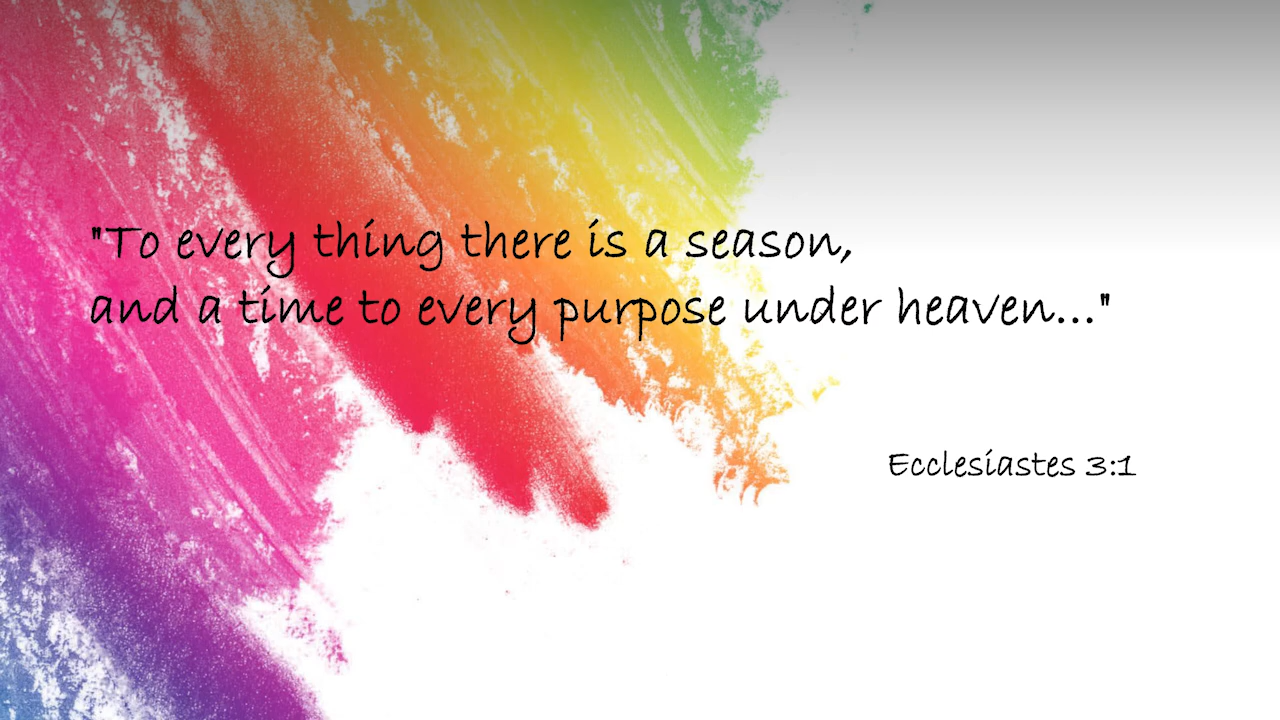 "To every thing there is a season,
and a time to every purpose under heaven..."
Ecclesiastes 3:1